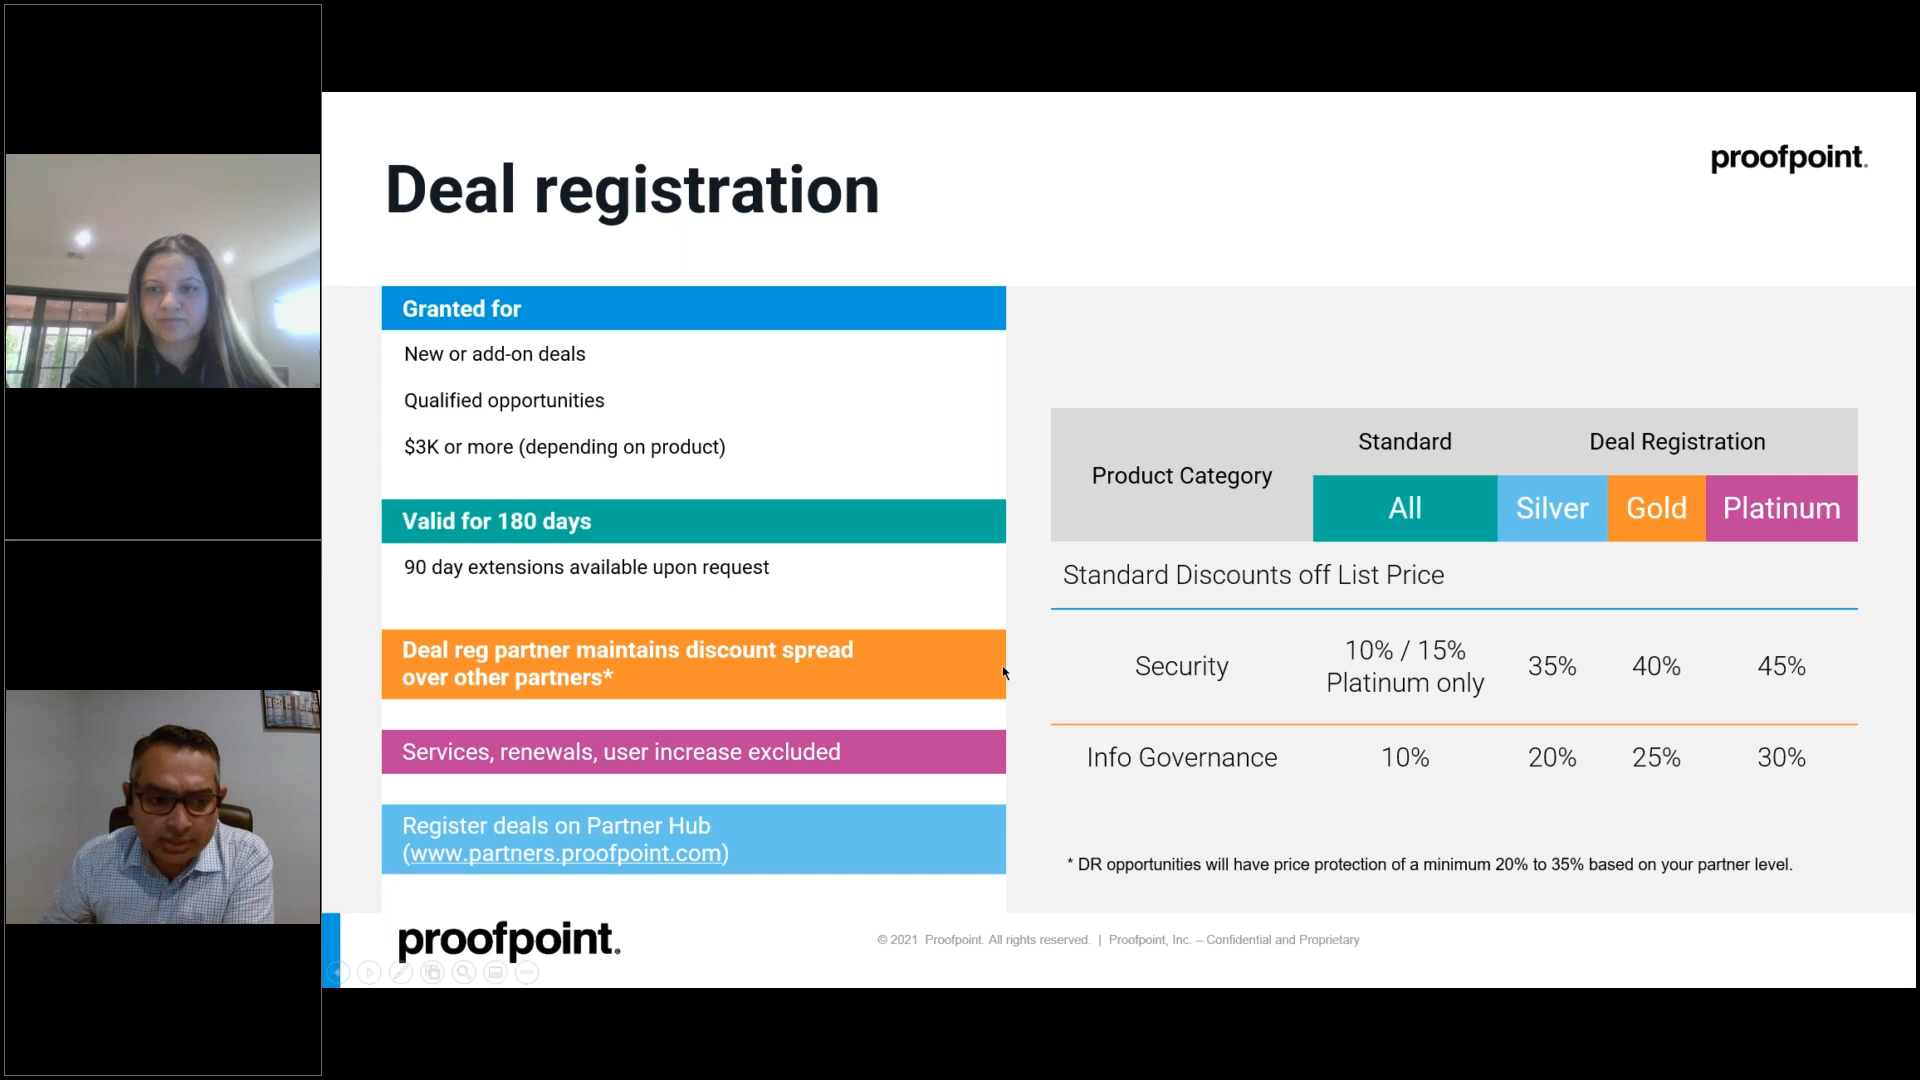 Deal registration
proofpoint.
Granted for
New or add-on deals
Qualified opportunities
$3K or more (depending on product)
Valid for 180 days
90 day extensions available upon request
Deal reg partner maintains discount spread
over other partners*
Services, renewals, user increase excluded
Register deals on Partner Hub
(www.partners.proofpoint.com)
Product Category
Standard
Deal Registration
All
Silver
Gold
Platinum
Standard Discounts off List Price
Security
10% / 15%
Platinum only
35%
40%
45%
Info Governance
10%
20%
25%
30%
* DR opportunities will have price protection of a minimum 20% to 35% based on your partner level.
proofpoint.
© 2021 Proofpoint. All rights reserved. | Proofpoint, Inc. – Confidential and Proprietary